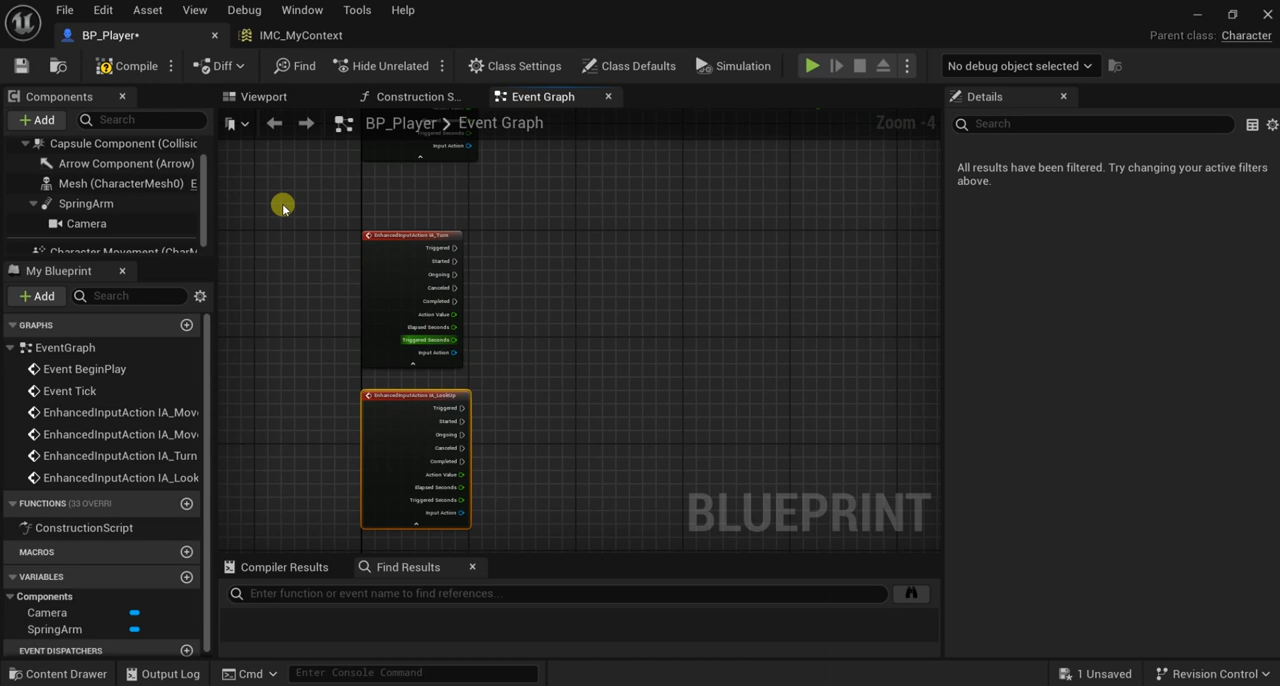 File Edit Asset View Debug Window Tools Help
BP_Player•
IMC_MyContext
Parent class: Character
Compile
Diff
Find
Hide Unrelated
Class Settings
Class Defaults
Simulation
No debug object selected
Components
Viewport
Construction S...
Event Graph
Details
Add
Search
BP_Player > Event Graph
Zoom -4
Search
Capsule Component (Collisic
Arrow Component (Arrow)
Mesh (CharacterMesh0) E
SpringArm
Camera
Character Movement (CharM
All results have been filtered. Try changing your active filters
above.
Triggered Seconds
Input Action
EnhancedInputAction IA_Turn
Triggered
Started
Ongoing
Canceled
Completed
Action Value
Elapsed Seconds
Triggered Seconds
Input Action
EnhancedInputAction IA_LookUp
Triggered
Started
Ongoing
Canceled
Completed
Action Value
Elapsed Seconds
Triggered Seconds
Input Action
BLUEPRINT
My Blueprint
Add
Search
GRAPHS
EventGraph
Event BeginPlay
Event Tick
EnhancedInputAction IA_Mov
EnhancedInputAction IA_Mov
EnhancedInputAction IA_Turn
EnhancedInputAction IA_Look
FUNCTIONS (33 OVERRI
ConstructionScript
MACROS
VARIABLES
Components
Camera
SpringArm
EVENT DISPATCHERS
Compiler Results
Find Results
Enter function or event name to find references...
Content Drawer
Output Log
Cmd
Enter Console Command
1 Unsaved
Revision Control